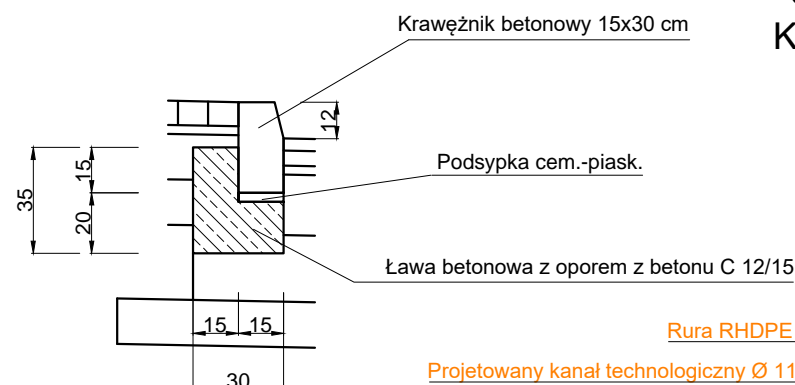 Krawężnik betonowy 15x30 cm
K
12
15
35
Podsypka cem.-piask.
20
Ława betonowa z oporem z betonu C 12/15
15 15
Rura RHDPE
30
Projetowany kanał technologiczny Ø 11